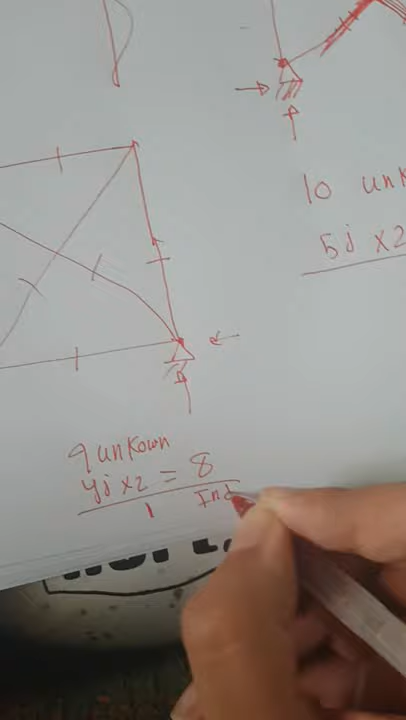 10 unk
5j x2
9 unkown
4j x2 = 8
1 Ind